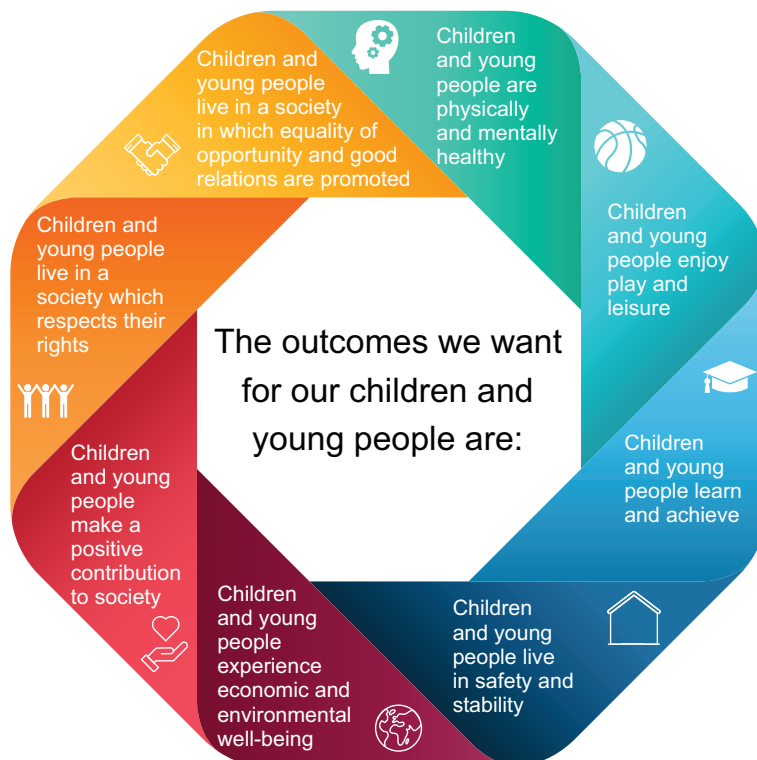 The outcomes we want
for our children and
young people are:
Children
and young
people are
physically
and mentally
healthy
Children
and young
people enjoy
play and
leisure
Children
and young
people learn
and achieve
Children
and young
people live
in safety and
stability
Children
and young
people
experience
economic and
environmental
well-being
Children
and young
people
make a
positive
contribution
to society
Children and
young people
live in a
society which
respects their
rights
Children and
young people
live in a society
in which equality of
opportunity and good
relations are promoted